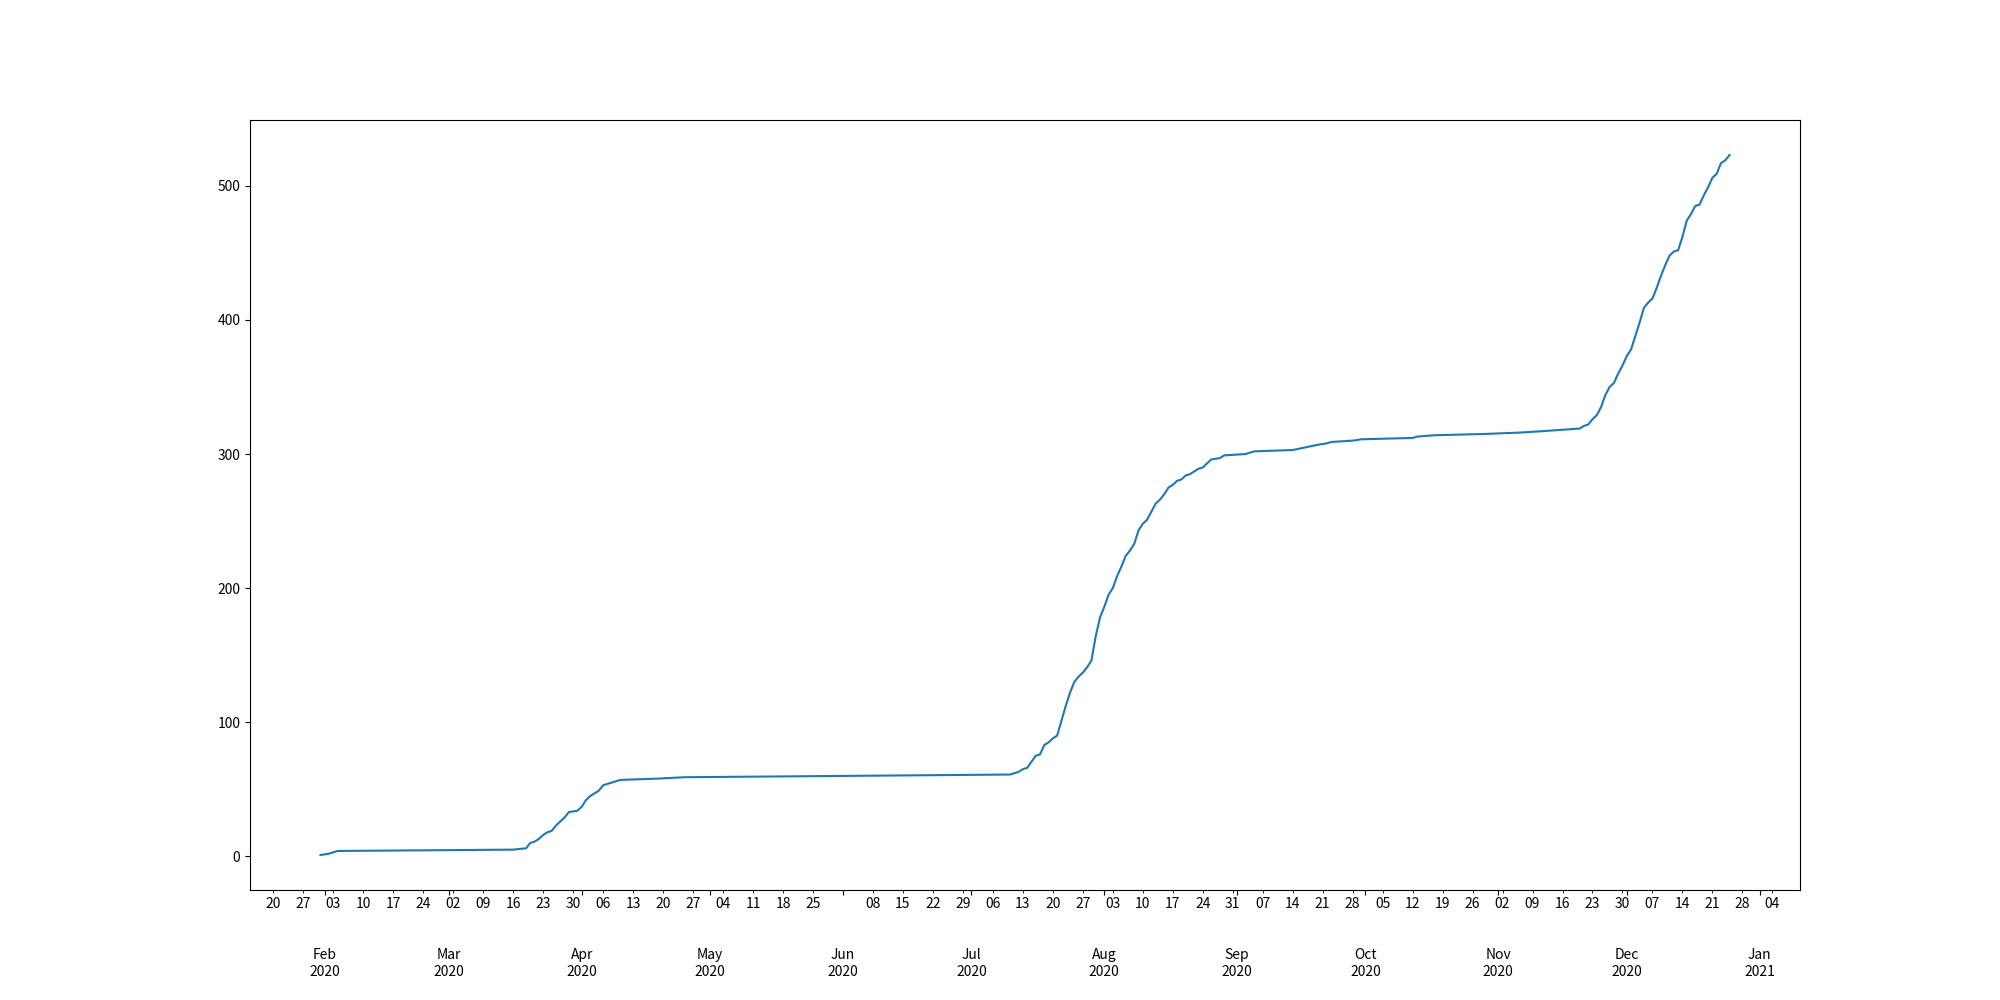 500
400
300
200
100
0
20 27 03 10 17 24 02 09 16 23 30 06 13 20 27 04 11 18 25 08 15 22 29 06 13 20 27 03 10 17 24 31 07 14 21 28 05 12 19 26 02 09 16 23 30 07 14 21 28 04
Feb Mar Apr May Jun Jul Aug Sep Oct Nov Dec Jan
2020 2020 2020 2020 2020 2020 2020 2020 2020 2020 2020 2021